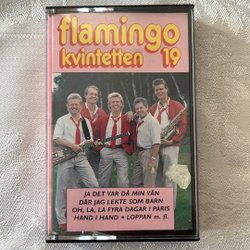 flamingo
kvintetten 19
JA DET VAR DÅ MIN VÄN
DÄR JAG LEKTE SOM BARN
OH, LA, LA FYRA DAGAR I PARIS
HAND I HAND • LOPPAN m. fl.